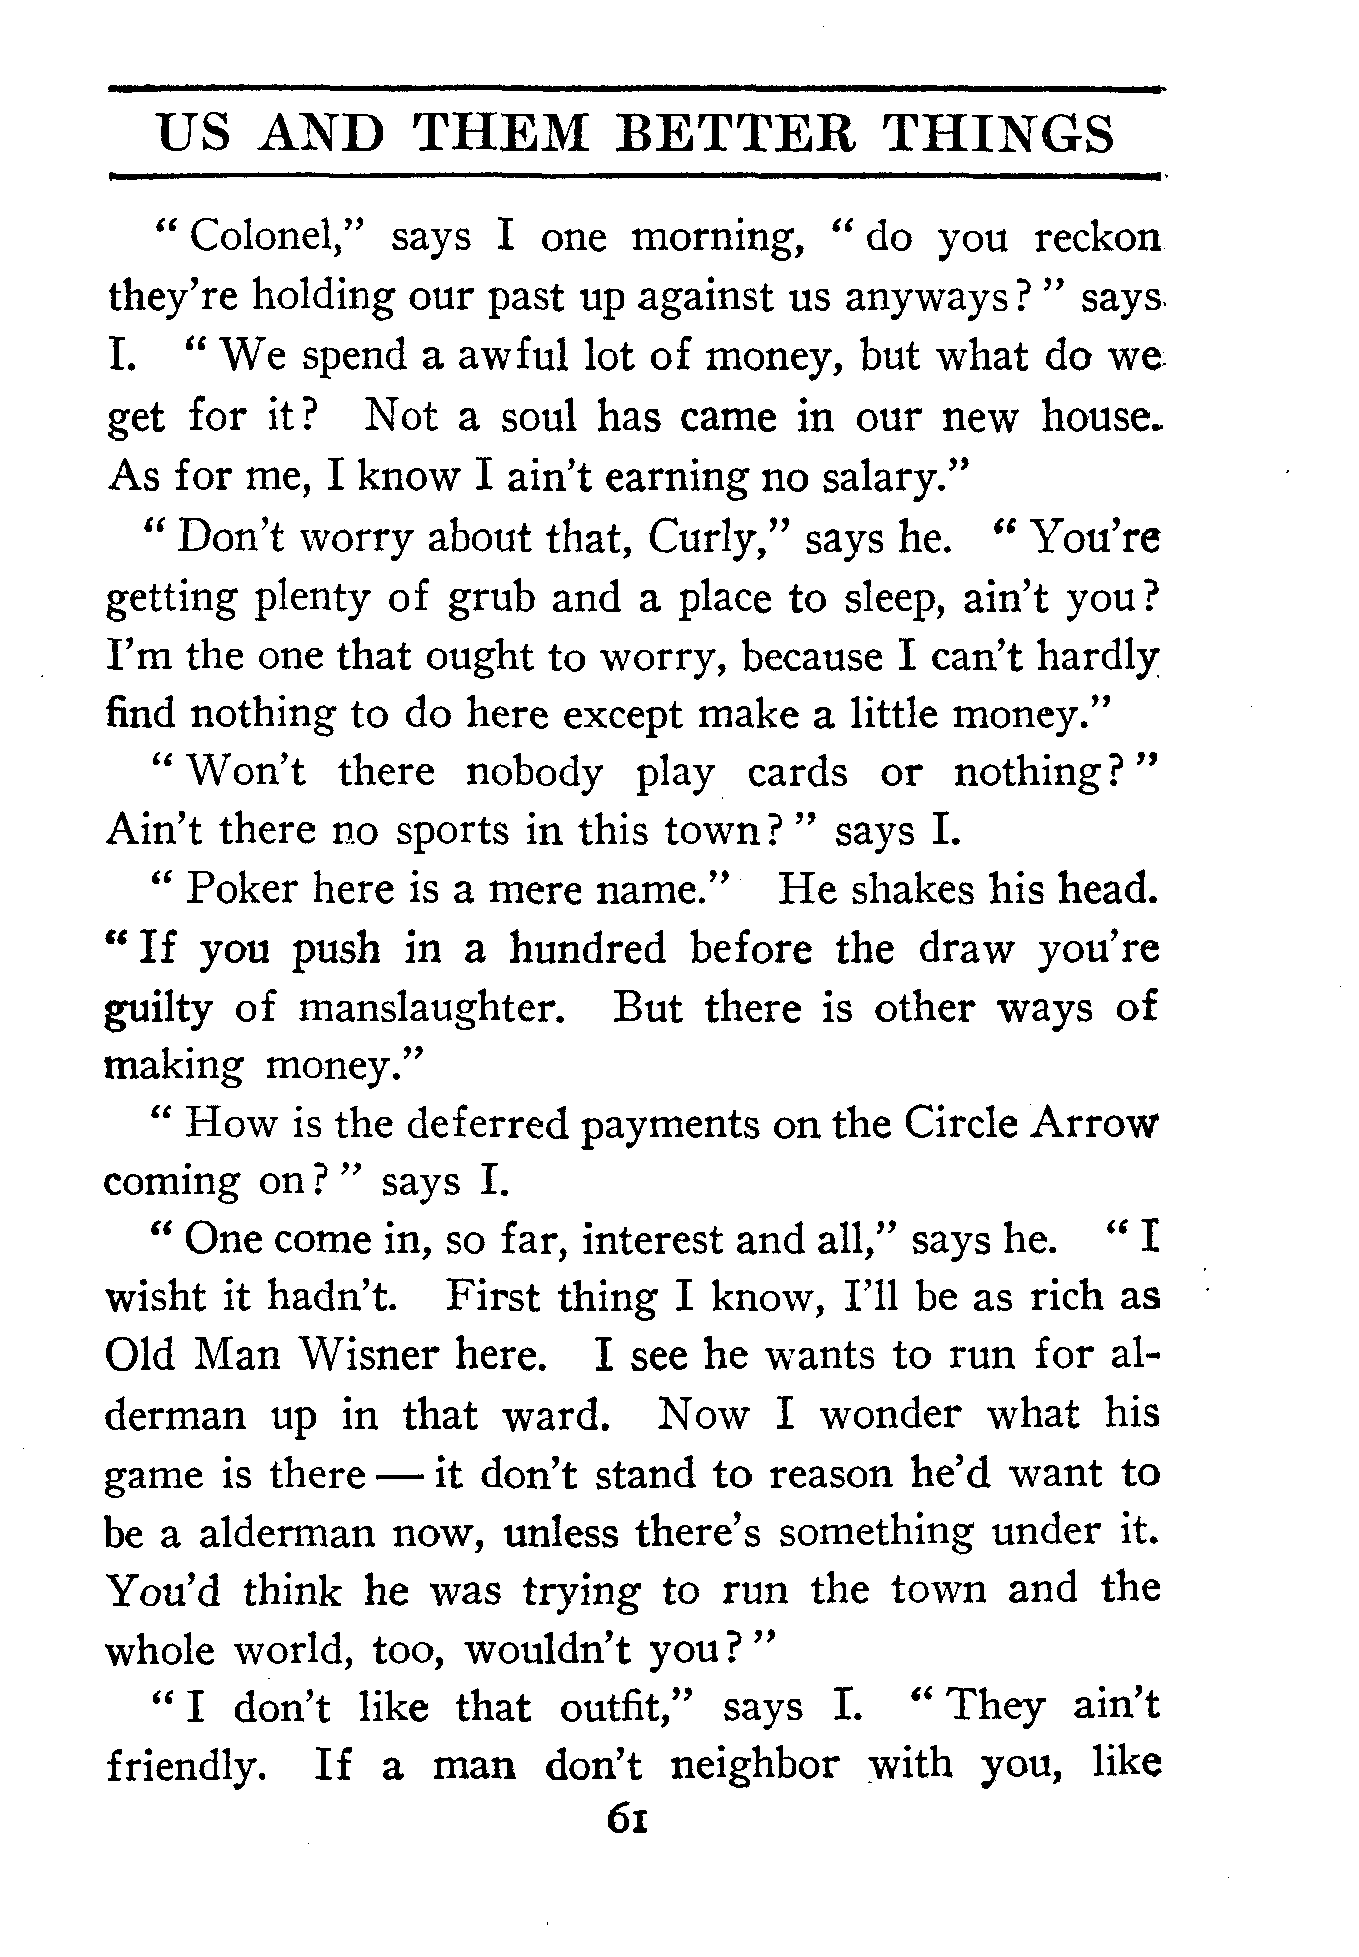 US AND THEM BETTER THINGS
“ Colonel,” says I one morning, “ do you reckon
they’re holding our past up against us anyways? ” says
I. “ We spend a awful lot of money, but what do we
get for it? Not a soul has came in our new house.
As for me, I know I ain’t earning no salary.”
“ Don’t worry about that, Curly,” says he. “ You’re
getting plenty of grub and a place to sleep, ain’t you?
I’m the one that ought to worry, because I can’t hardly
find nothing to do here except make a little money.”
“ Won’t there nobody play cards or nothing? ”
Ain’t there no sports in this town? ” says I.
“ Poker here is a mere name.” He shakes his head.
“ If you push in a hundred before the draw you’re
guilty of manslaughter. But there is other ways of
making money.”
“ How is the deferred payments on the Circle Arrow
coming on? ” says I.
“ One come in, so far, interest and all,” says he. “ I
wisht it hadn’t. First thing I know, I’ll be as rich as
Old Man Wisner here. I see he wants to run for al-
derman up in that ward. Now I wonder what his
game is there — it don’t stand to reason he’d want to
be a alderman now, unless there’s something under it.
You’d think he was trying to run the town and the
whole world, too, wouldn’t you? ”
“ I don’t like that outfit,” says I. “ They ain’t
friendly. If a man don’t neighbor with you, like
61